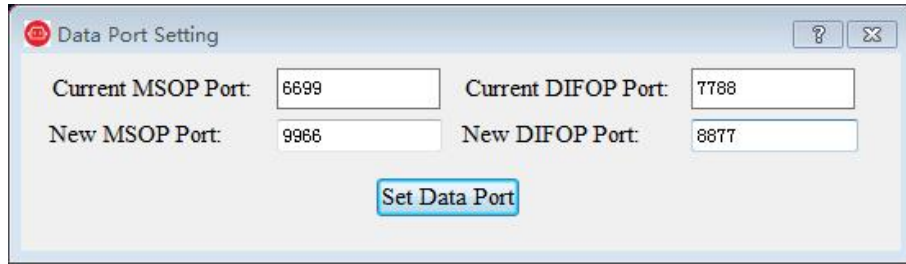 Data Port Setting
Current MSOP Port: 6699 Current DIFOP Port: 7788
New MSOP Port: 9966 New DIFOP Port: 8877
Set Data Port